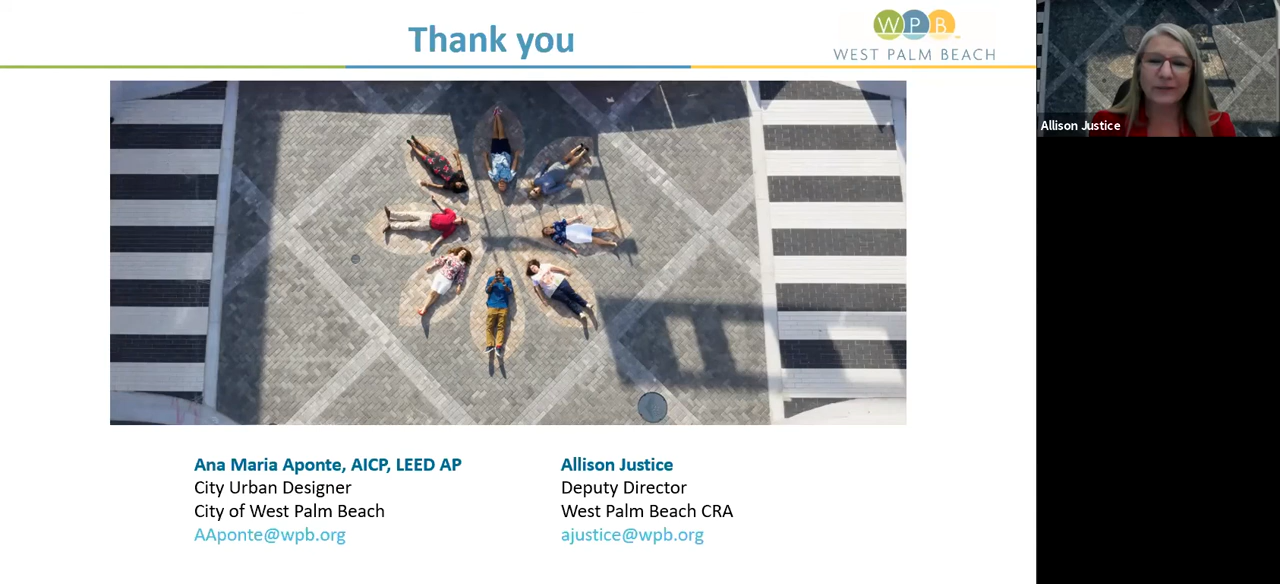 Thank you
WPB
WEST PALM BEACH
Allison Justice
Ana Maria Aponte, AICP, LEED AP
City Urban Designer
City of West Palm Beach
AAponte@wpb.org
Allison Justice
Deputy Director
West Palm Beach CRA
ajustice@wpb.org